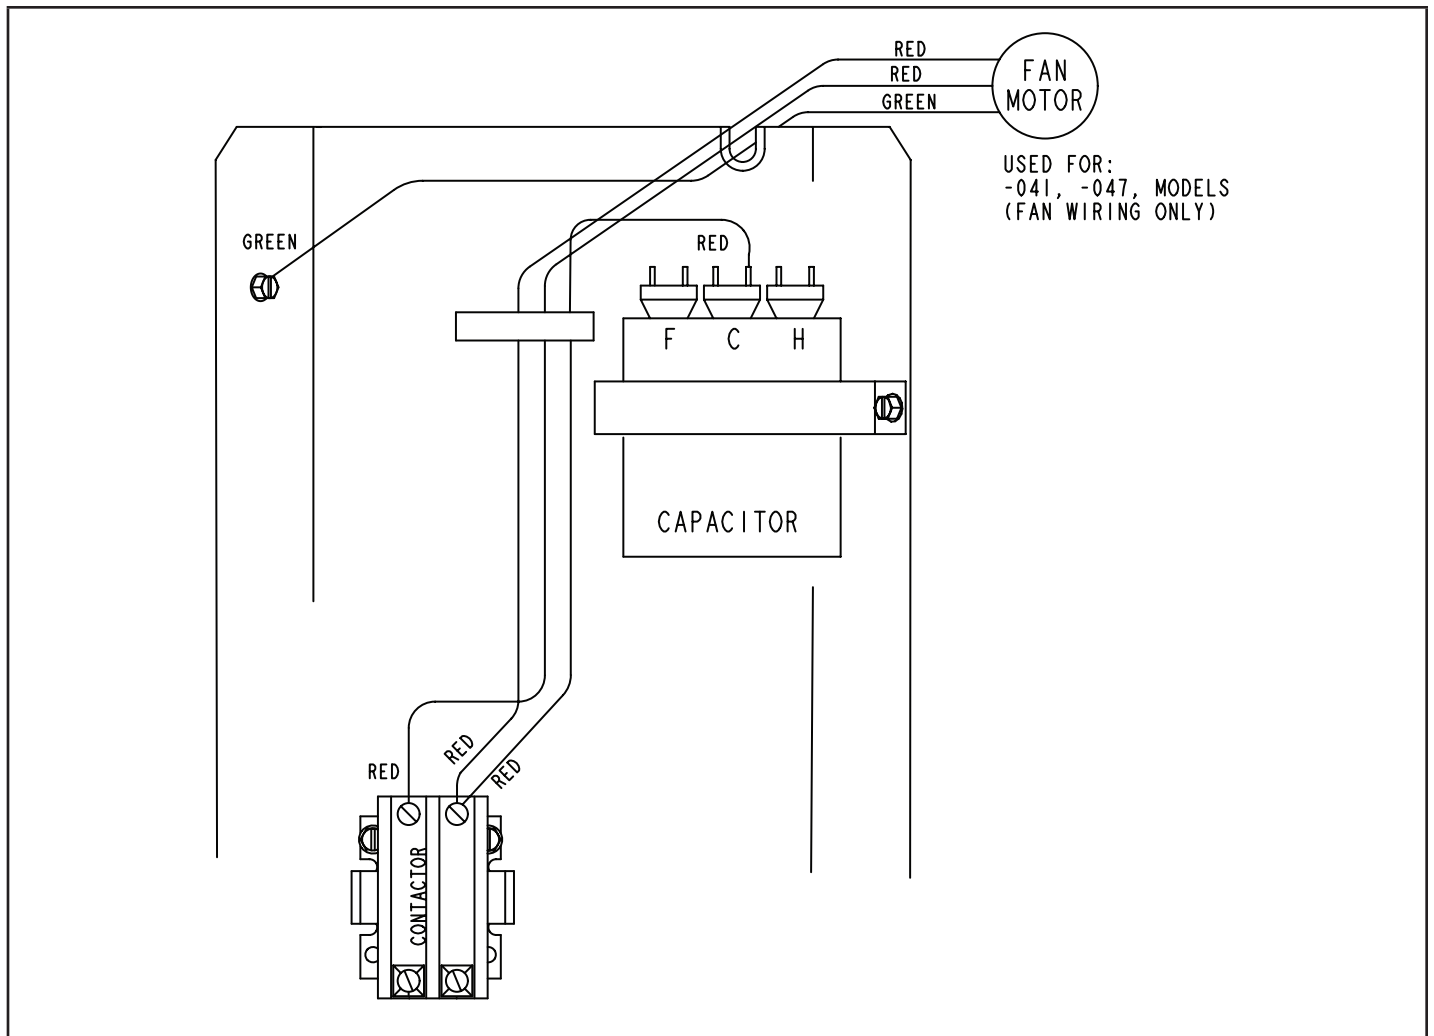 RED
RED
GREEN
FAN
MOTOR
USED FOR:
-041, -047, MODELS
(FAN WIRING ONLY)
GREEN
RED
F C H
CAPACITOR
RED
RED
RED
CONTACTOR